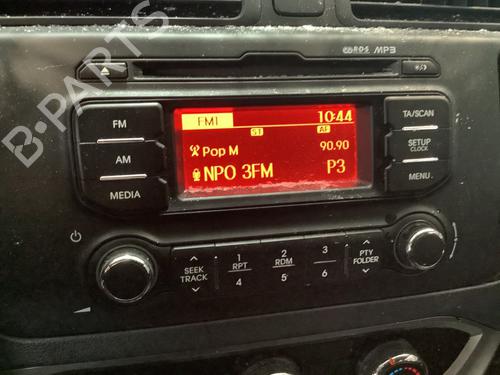 RDS MP3
FM
AM
MEDIA
FM1
10:44
ST AF
Pop M 90.90
NPO 3FM P3
TA/SCAN
SETUP
CLOCK
MENU
SEEK
TRACK
1 RPT 4
2 RDM 5
3 6
PTY
FOLDER
B-PARTS